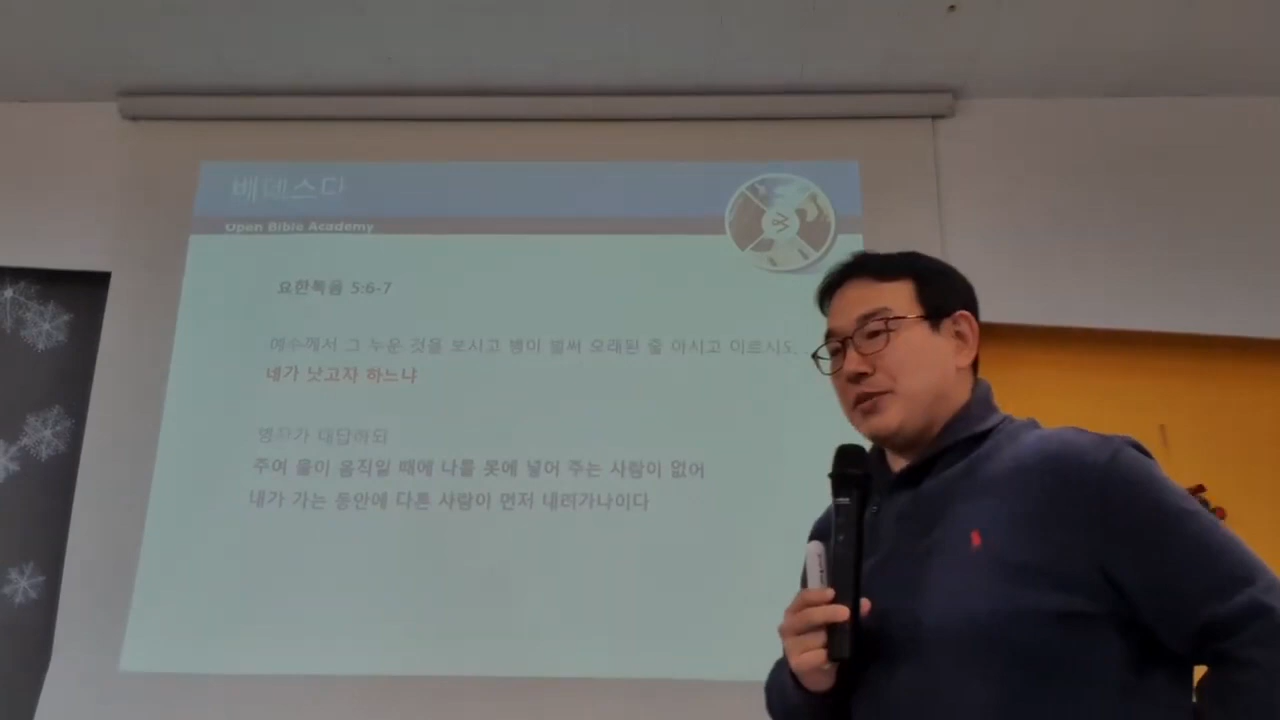 베데스다
Open Bible Academy
요한복음 5:6-7
예수께서 그 누운 것을 보시고 병이 벌써 오래된 줄 아시고 이르시되
네가 낫고자 하느냐
병자가 대답하되
주여 물이 움직일 때에 나를 못에 넣어 주는 사람이 없어
내가 가는 동안에 다른 사람이 먼저 내려가나이다